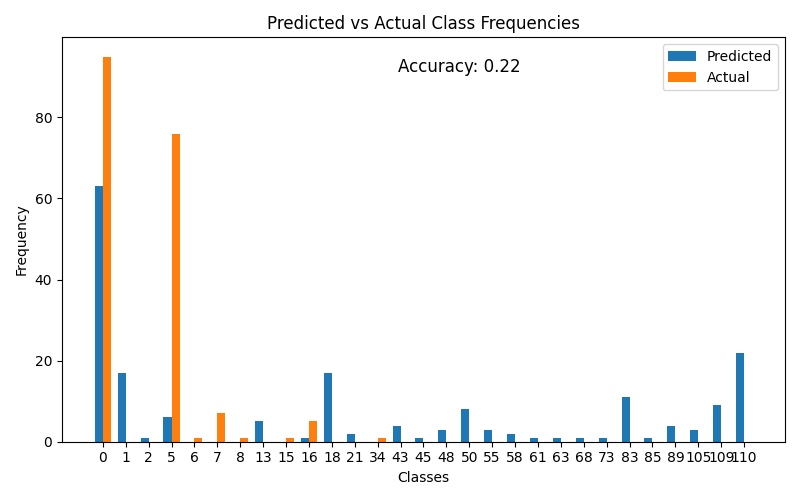 Predicted vs Actual Class Frequencies
Accuracy: 0.22
Predicted
Actual
80
60
40
20
0
Frequency
0 1 2 5 6 7 8 13 15 16 18 21 34 43 45 48 50 55 58 61 63 68 73 83 85 89 105 109 110
Classes